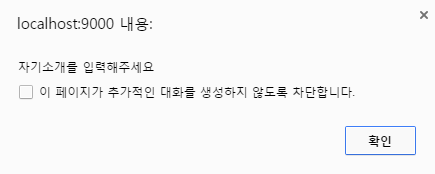 localhost:9000 내용:
자기소개를 입력해주세요
이 페이지가 추가적인 대화를 생성하지 않도록 차단합니다.
확인